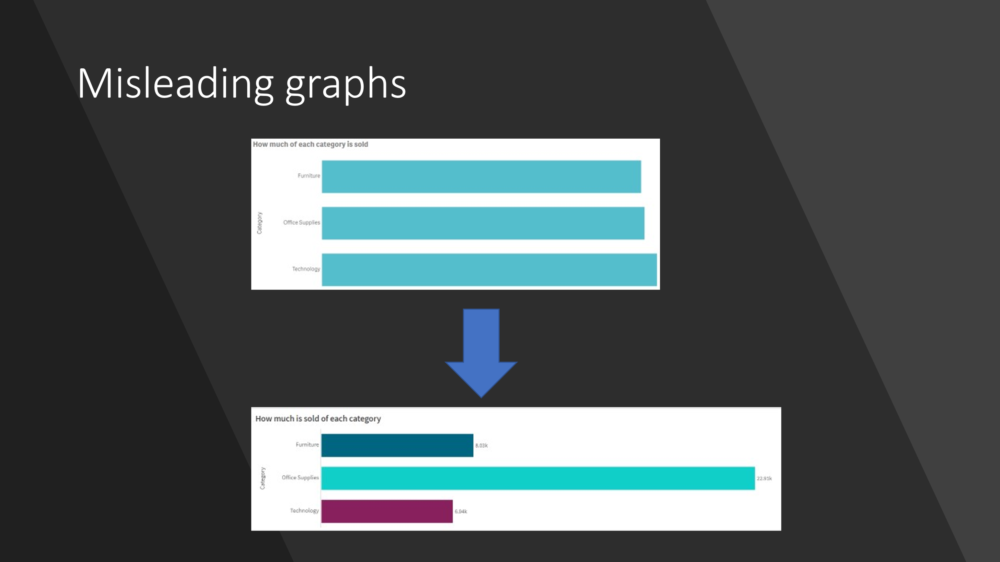 Misleading graphs
How much of each category is sold
Furniture
Category
Office Supplies
Technology
How much is sold of each category
Furniture
8.03k
Category
Office Supplies
22.91k
Technology
6.94k